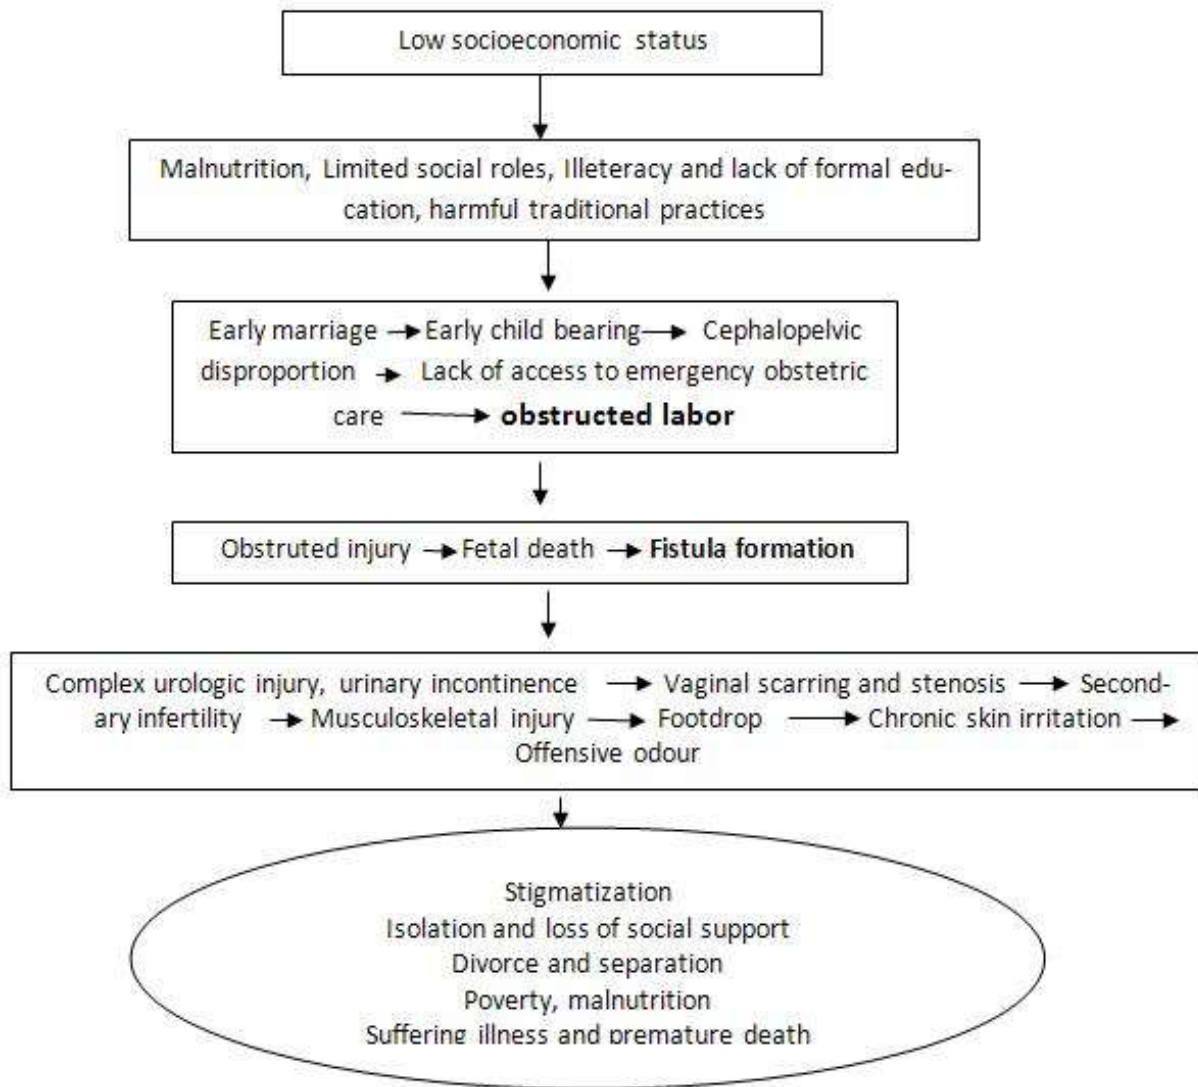 Low socioeconomic status
Malnutrition, Limited social roles, Illeteracy and lack of formal edu-
cation, harmful traditional practices
Early marriage → Early child bearing → Cephalopelvic
disproportion → Lack of access to emergency obstetric
care → obstructed labor
Obstruted injury → Fetal death → Fistula formation
Complex urologic injury, urinary incontinence → Vaginal scarring and stenosis → Second-
ary infertility → Musculoskeletal injury → Footdrop → Chronic skin irritation →
Offensive odour
Stigmatization
Isolation and loss of social support
Divorce and separation
Poverty, malnutrition
Suffering illness and premature death